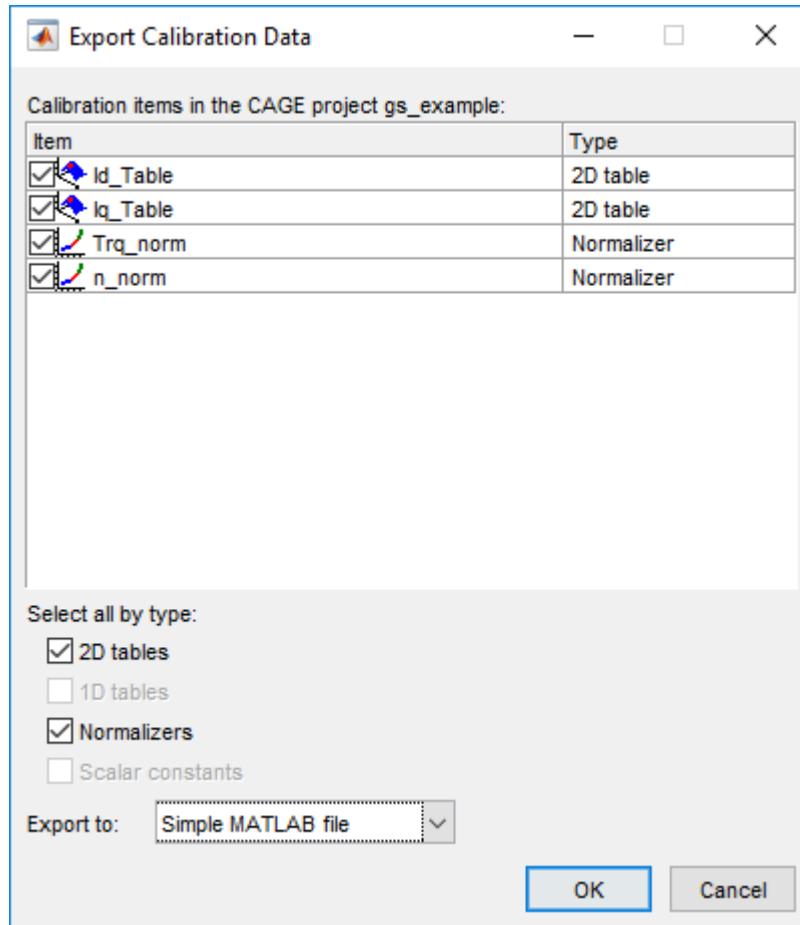 Export Calibration Data
Calibration items in the CAGE project gs_example:
Item Type
Id_Table 2D table
Iq_Table 2D table
Trq_norm Normalizer
n_norm Normalizer
Select all by type:
2D tables
1D tables
Normalizers
Scalar constants
Export to: Simple MATLAB file
OK Cancel